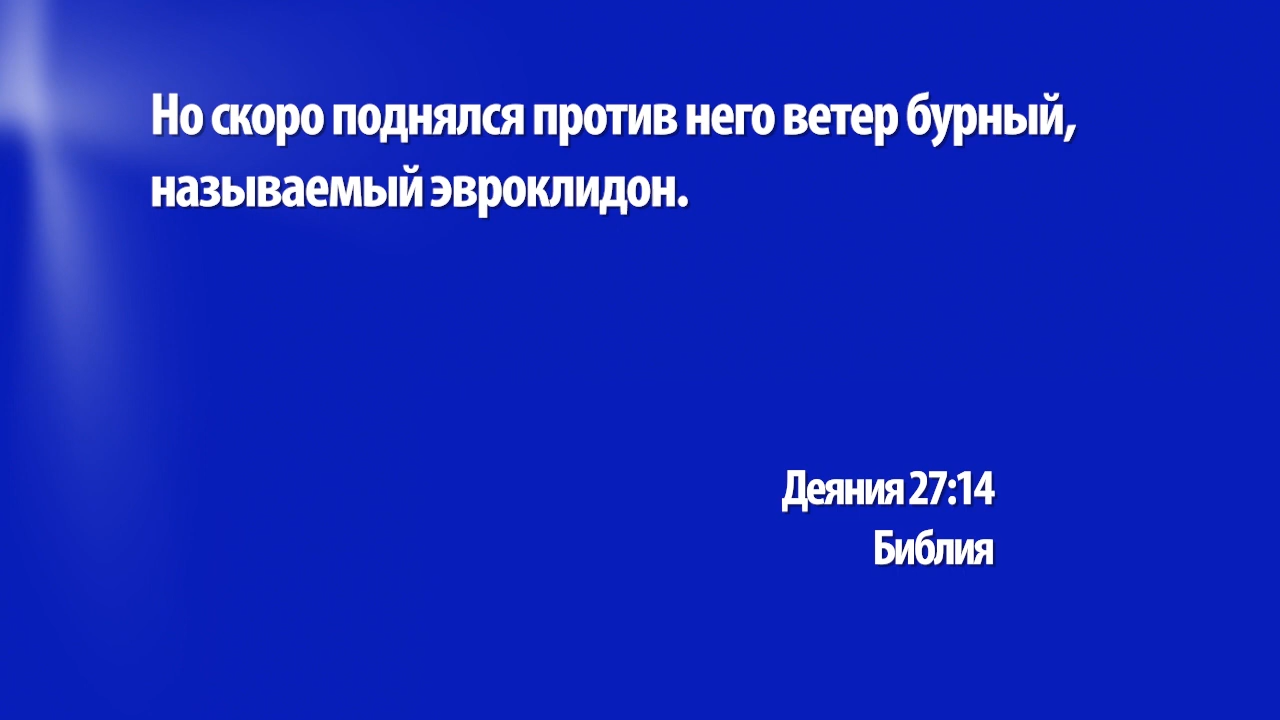 Но скоро поднялся против него ветер бурный,
называемый эвроклидон.
Деяния 27:14
Библия